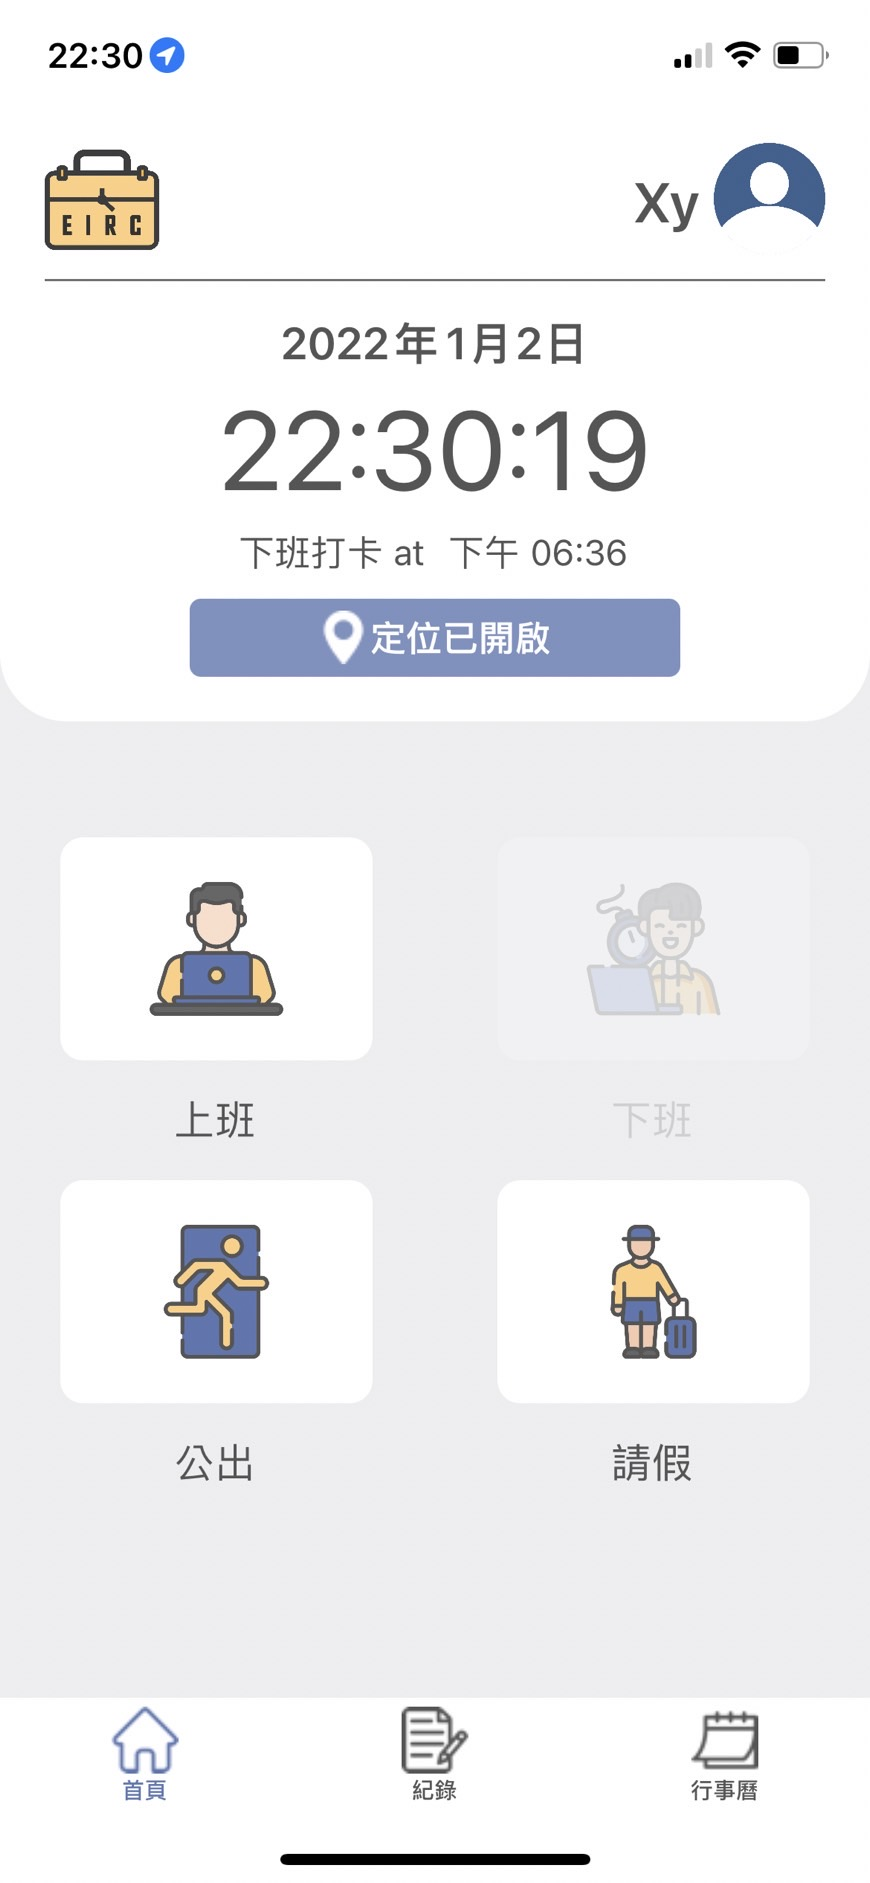 22:30
EIRC
Xy
2022年1月2日
22:30:19
下班打卡 at 下午 06:36
定位已開啟
上班
下班
公出
請假
首頁
紀錄
行事曆